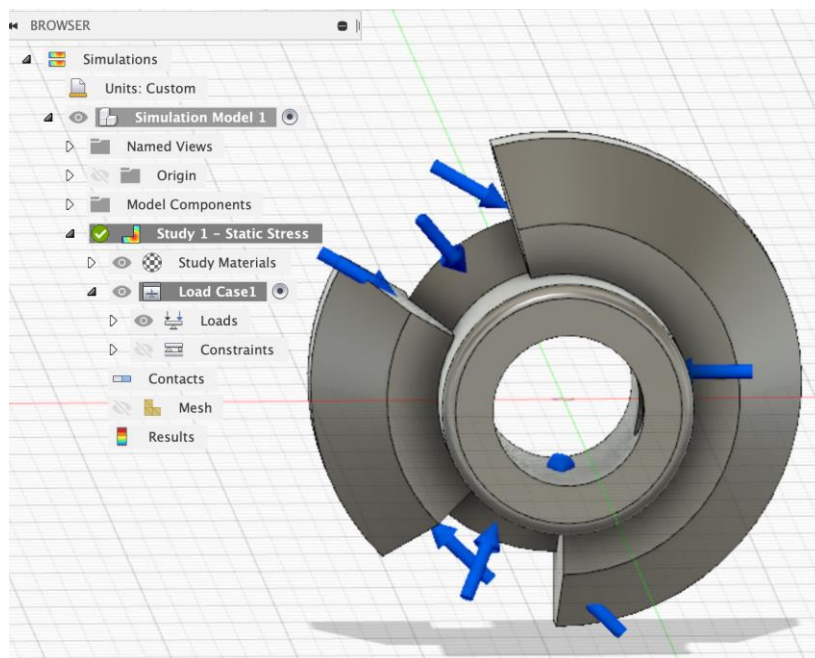 BROWSER
Simulations
Units: Custom
Simulation Model 1
Named Views
Origin
Model Components
Study 1 - Static Stress
Study Materials
Load Case1
Loads
Constraints
Contacts
Mesh
Results